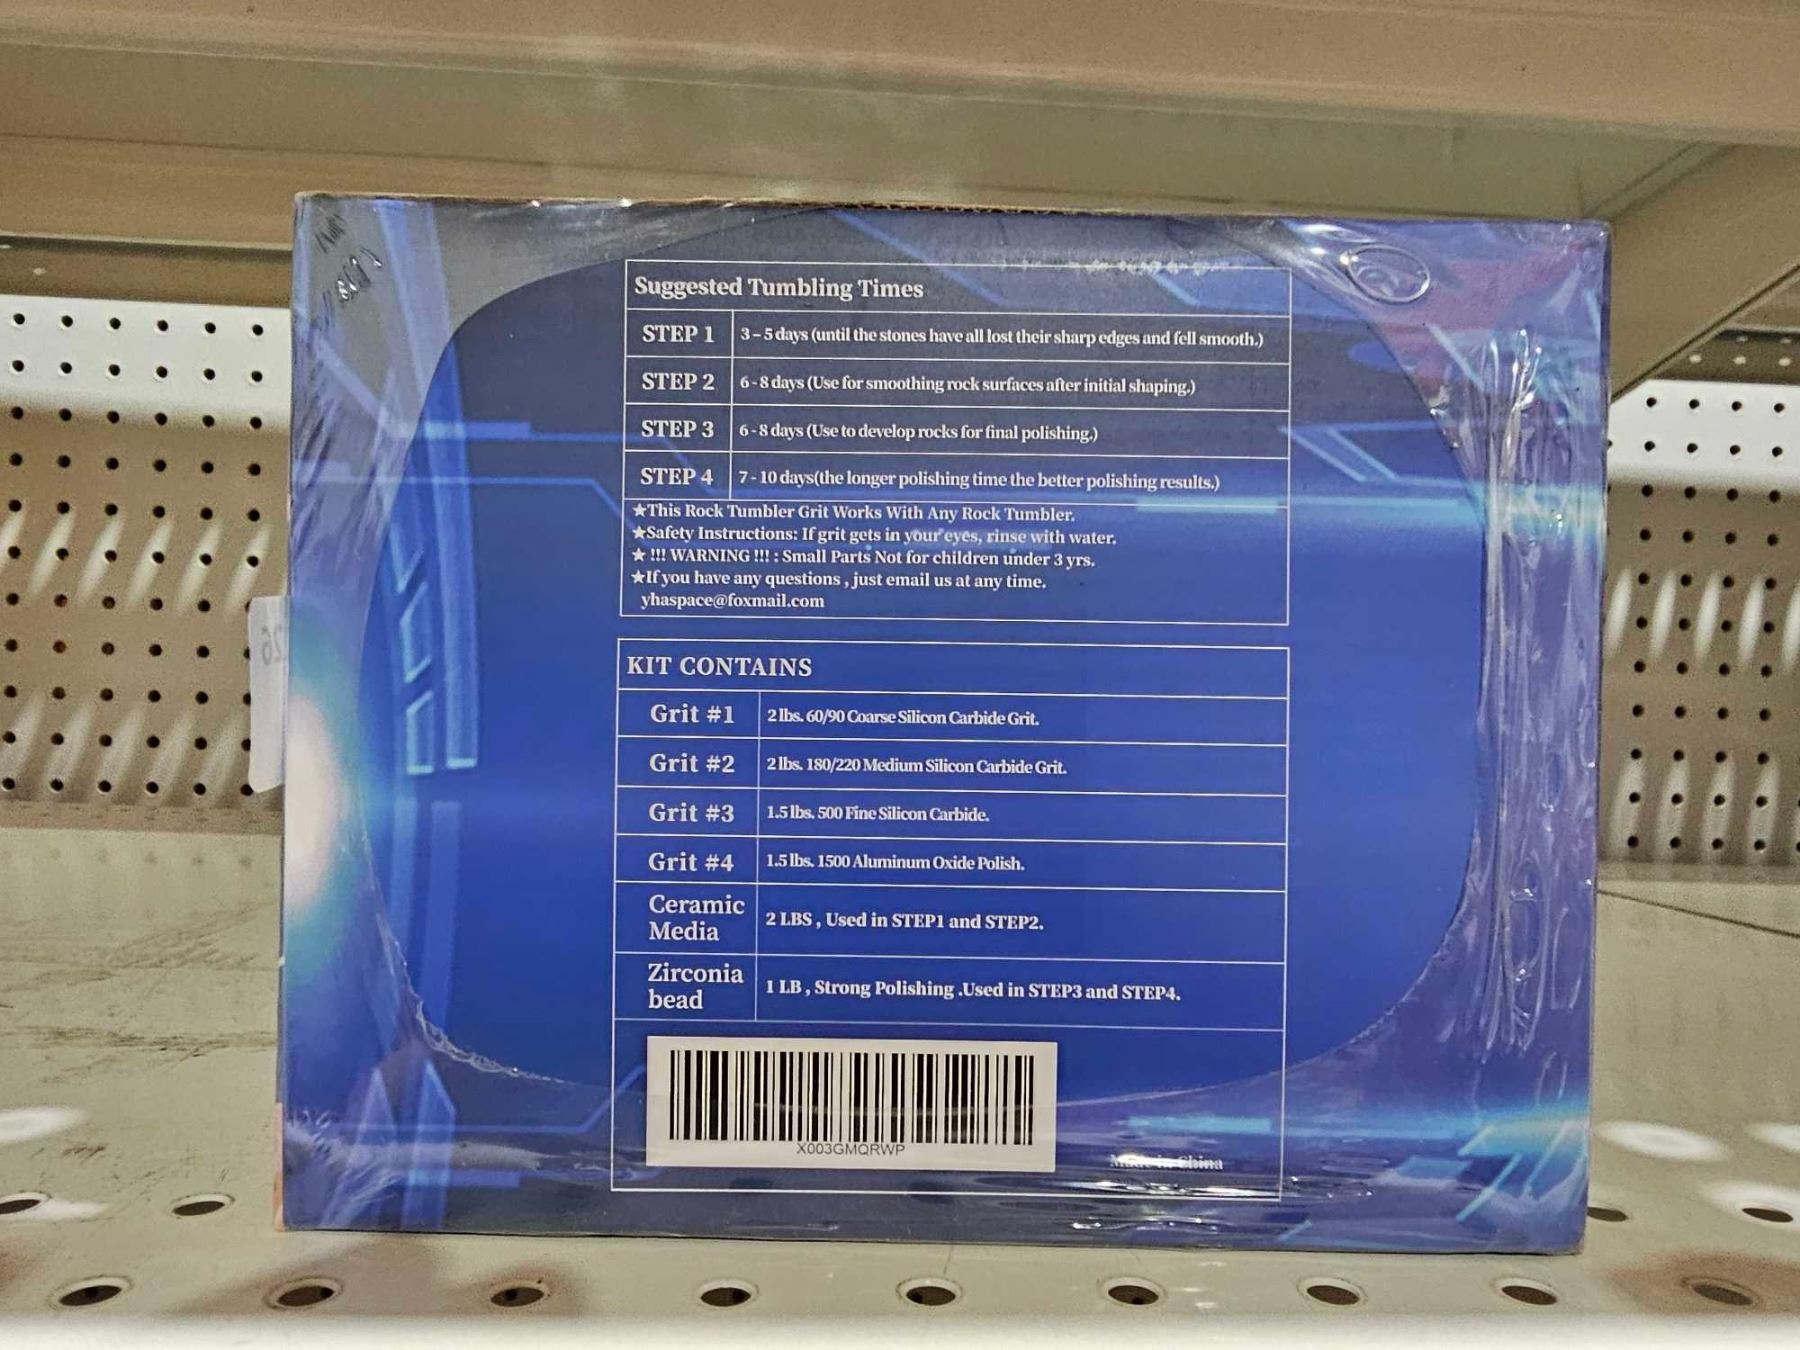 Suggested Tumbling Times
STEP 1 3-5 days (until the stones have all lost their sharp edges and fell smooth.)
STEP 2 6-8 days (Use for smoothing rock surfaces after initial shaping.)
STEP 3 6-8 days (Use to develop rocks for final polishing.)
STEP 4 7-10 days(the longer polishing time the better polishing results.)
★This Rock Tumbler Grit Works With Any Rock Tumbler.
★Safety Instructions: If grit gets in your eyes, rinse with water.
★ !!! WARNING !!! : Small Parts Not for children under 3 yrs.
★If you have any questions , just email us at any time.
yhaspace@foxmail.com
KIT CONTAINS
Grit #1 2 lbs. 60/90 Coarse Silicon Carbide Grit.
Grit #2 2 lbs. 180/220 Medium Silicon Carbide Grit.
Grit #3 1.5 lbs. 500 Fine Silicon Carbide.
Grit #4 1.5 lbs. 1500 Aluminum Oxide Polish.
Ceramic
Media
2 LBS , Used in STEP1 and STEP2.
Zirconia
bead
1 LB , Strong Polishing .Used in STEP3 and STEP4.
X003GMQRWP
Made in China